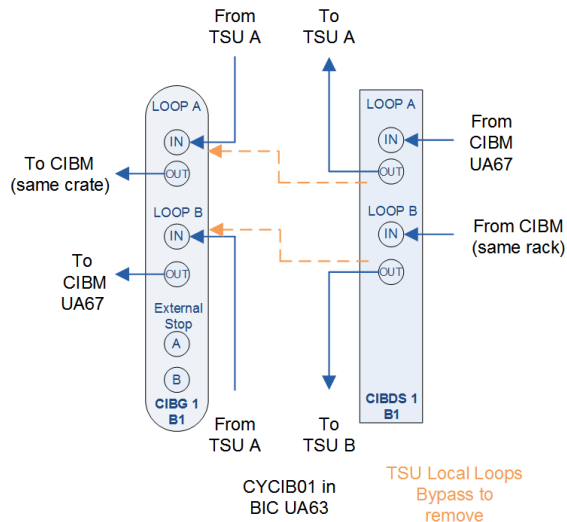 From
TSU A
To
TSU A
LOOP A
IN
OUT
To CIBM
(same crate)
LOOP B
IN
OUT
To
CIBM
UA67
External
Stop
A
B
CIBG 1
B1
From
TSU A
LOOP A
IN
OUT
From
CIBM
UA67
LOOP B
IN
OUT
From CIBM
(same rack)
CIBDS 1
B1
To
TSU B
CYCIB01 in
BIC UA63
TSU Local Loops
Bypass to
remove